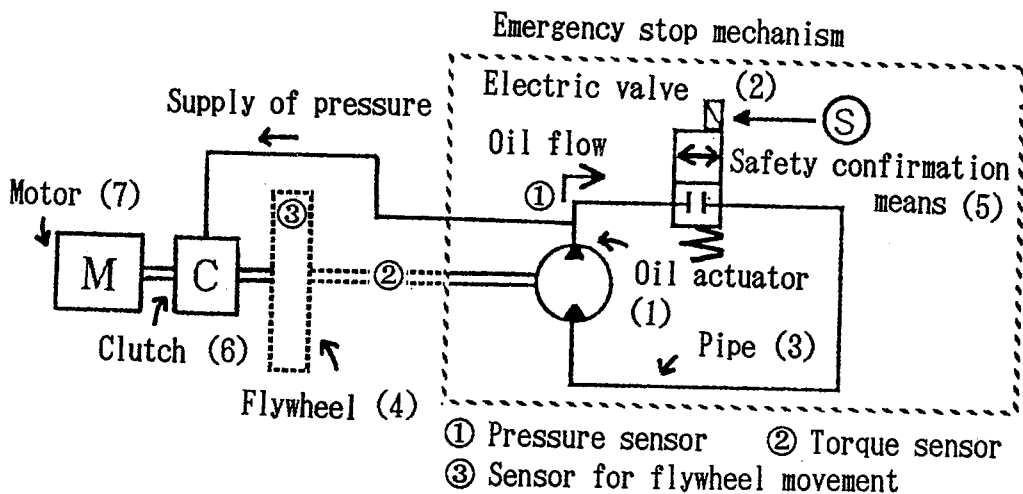 Emergency stop mechanism
Electric valve (2)
S
Supply of pressure
Oil flow
Safety confirmation
means (5)
①
Motor (7)
③
M
C
②
Oil actuator
(1)
Clutch (6)
Pipe (3)
Flywheel (4)
① Pressure sensor ② Torque sensor
③ Sensor for flywheel movement